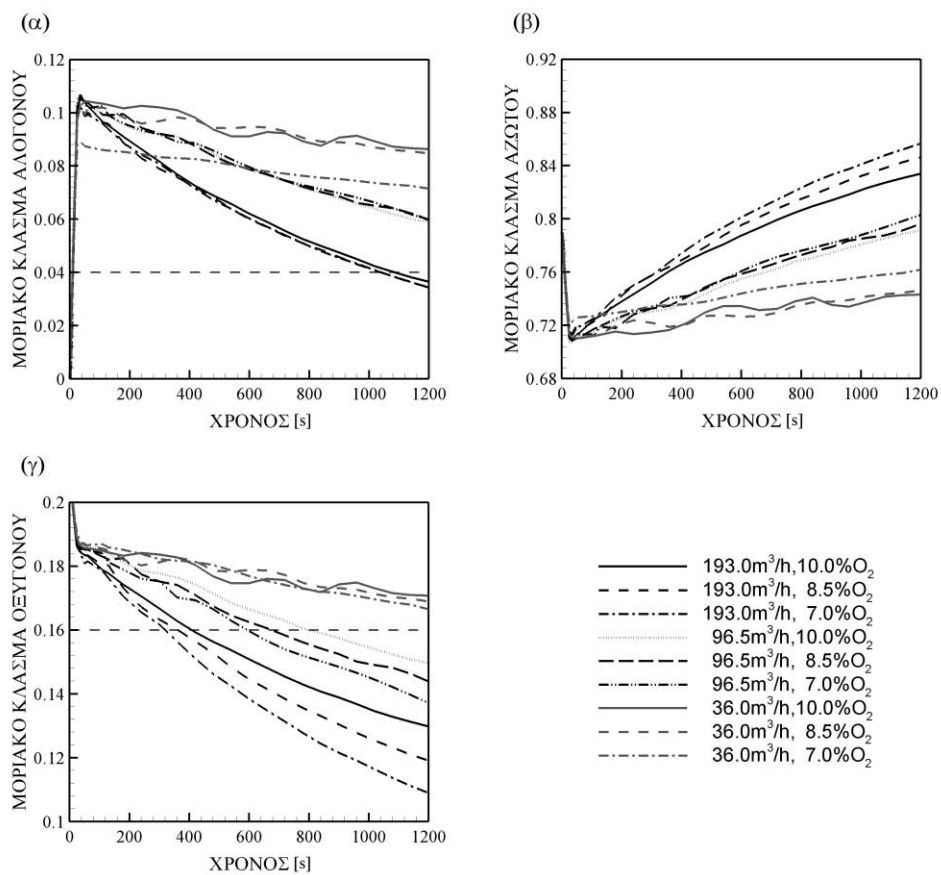 (α)
ΜΟΡΙΑΚΟ ΚΛΑΣΜΑ ΑΛΟΓΟΝΟΥ
0.12
0.1
0.08
0.06
0.04
0.02
0
0 200 400 600 800 1000 1200
ΧΡΟΝΟΣ [s]
(β)
ΜΟΡΙΑΚΟ ΚΛΑΣΜΑ ΑΖΩΤΟΥ
0.92
0.88
0.84
0.8
0.76
0.72
0.68
0 200 400 600 800 1000 1200
ΧΡΟΝΟΣ [s]
(γ)
ΜΟΡΙΑΚΟ ΚΛΑΣΜΑ ΟΞΥΓΟΝΟΥ
0.2
0.18
0.16
0.14
0.12
0.1
0 200 400 600 800 1000 1200
ΧΡΟΝΟΣ [s]
193.0m³/h,10.0%O₂
193.0m³/h, 8.5%O₂
193.0m³/h, 7.0%O₂
96.5m³/h,10.0%O₂
96.5m³/h, 8.5%O₂
96.5m³/h, 7.0%O₂
36.0m³/h,10.0%O₂
36.0m³/h, 8.5%O₂
36.0m³/h, 7.0%O₂